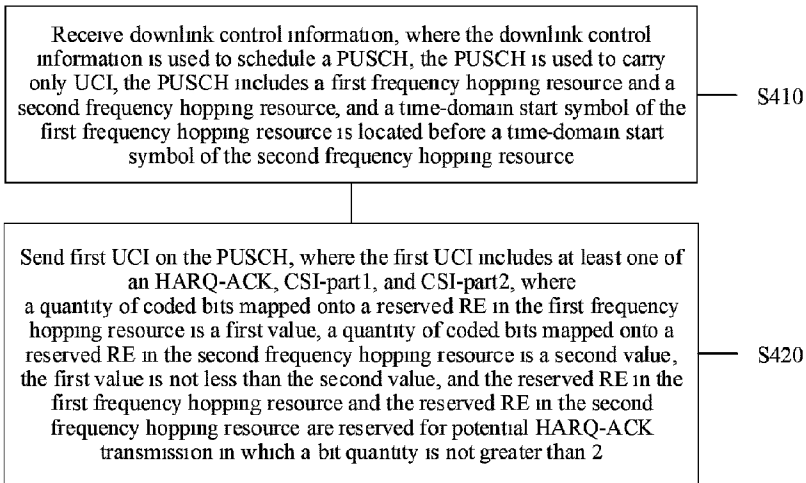 Receive downlink control information, where the downlink control
information is used to schedule a PUSCH, the PUSCH is used to carry
only UCI, the PUSCH includes a first frequency hopping resource and a
second frequency hopping resource, and a time-domain start symbol of the
first frequency hopping resource is located before a time-domain start
symbol of the second frequency hopping resource
S410
Send first UCI on the PUSCH, where the first UCI includes at least one of
an HARQ-ACK, CSI-part1, and CSI-part2, where
a quantity of coded bits mapped onto a reserved RE in the first frequency
hopping resource is a first value, a quantity of coded bits mapped onto a
reserved RE in the second frequency hopping resource is a second value,
the first value is not less than the second value, and the reserved RE in the
first frequency hopping resource and the reserved RE in the second
frequency hopping resource are reserved for potential HARQ-ACK
transmission in which a bit quantity is not greater than 2
S420